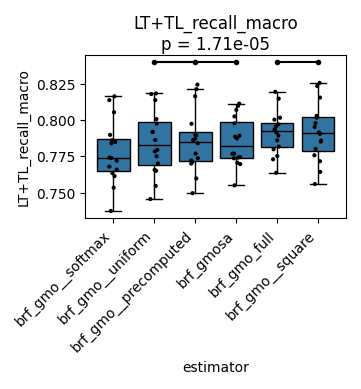 LT+TL_recall_macro
p = 1.71e-05
LT+TL_recall_macro
0.825
0.800
0.775
0.750
brf_gmo__softmax
brf_gmo__uniform
brf_gmo__precomputed
brf_gmosa
brf_gmo_full
brf_gmo__square
estimator